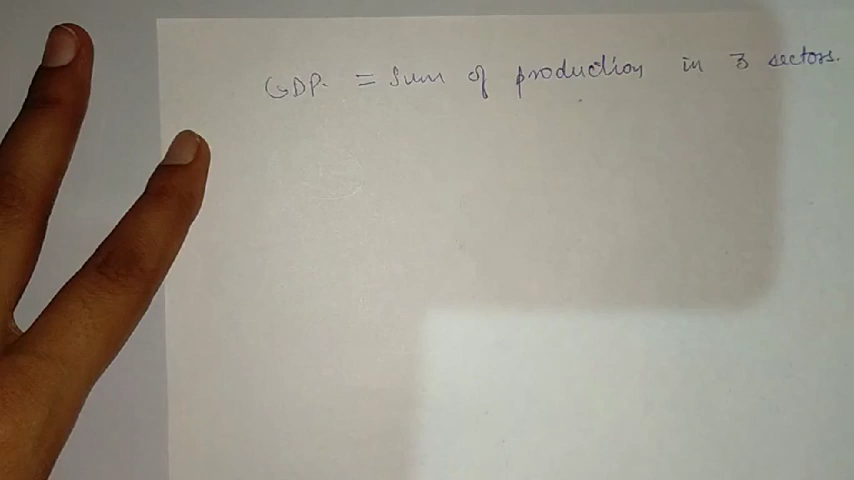 GDP. = Sum of production in 3 sectors.